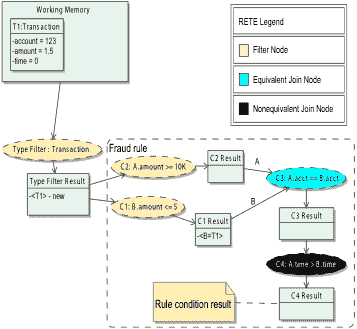 Working Memory
T1:Transaction
-account = 123
-amount = 1.5
-time = 0
RETE Legend
Filter Node
Equivalent Join Node
Nonequivalent Join Node
Type Filter : Transaction
Type Filter Result
-<T1> - new
Fraud rule
C2: A.amount >= 10K
C2 Result
A
C3: A.acct == B.acct
C1: B.amount <= 5
C1 Result
-<B=T1>
B
C3 Result
C4: A.time > B.time
C4 Result
Rule condition result